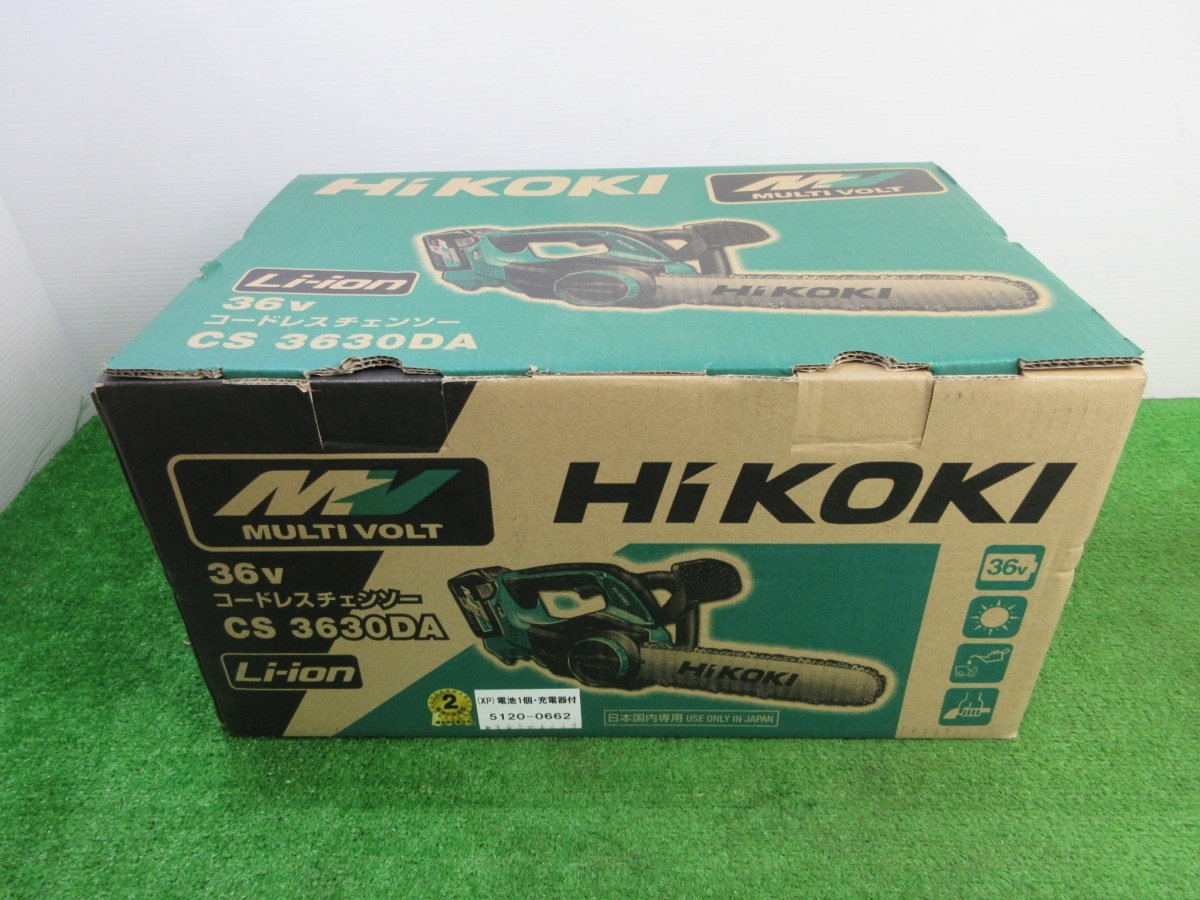 HiKOKI
MV
MULTI VOLT
HiKOKI
Li-ion
36v
コードレスチェンソー
CS 3630DA
MV
MULTI VOLT
HiKOKI
36v
コードレスチェンソー
CS 3630DA
Li-ion
HiKOKI
36v
2
(XP)電池1個・充電器付
5120-0662
日本国内専用 USE ONLY IN JAPAN